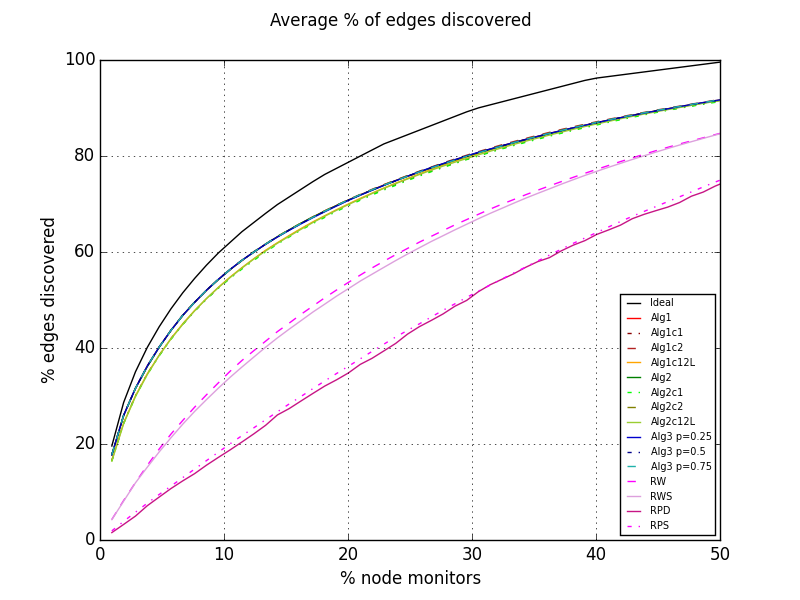 Average % of edges discovered
100
80
60
40
20
0
% edges discovered
0 10 20 30 40 50
% node monitors
Ideal
Alg1
Alg1c1
Alg1c2
Alg1c12L
Alg2
Alg2c1
Alg2c2
Alg2c12L
Alg3 p=0.25
Alg3 p=0.5
Alg3 p=0.75
RW
RWS
RPD
RPS